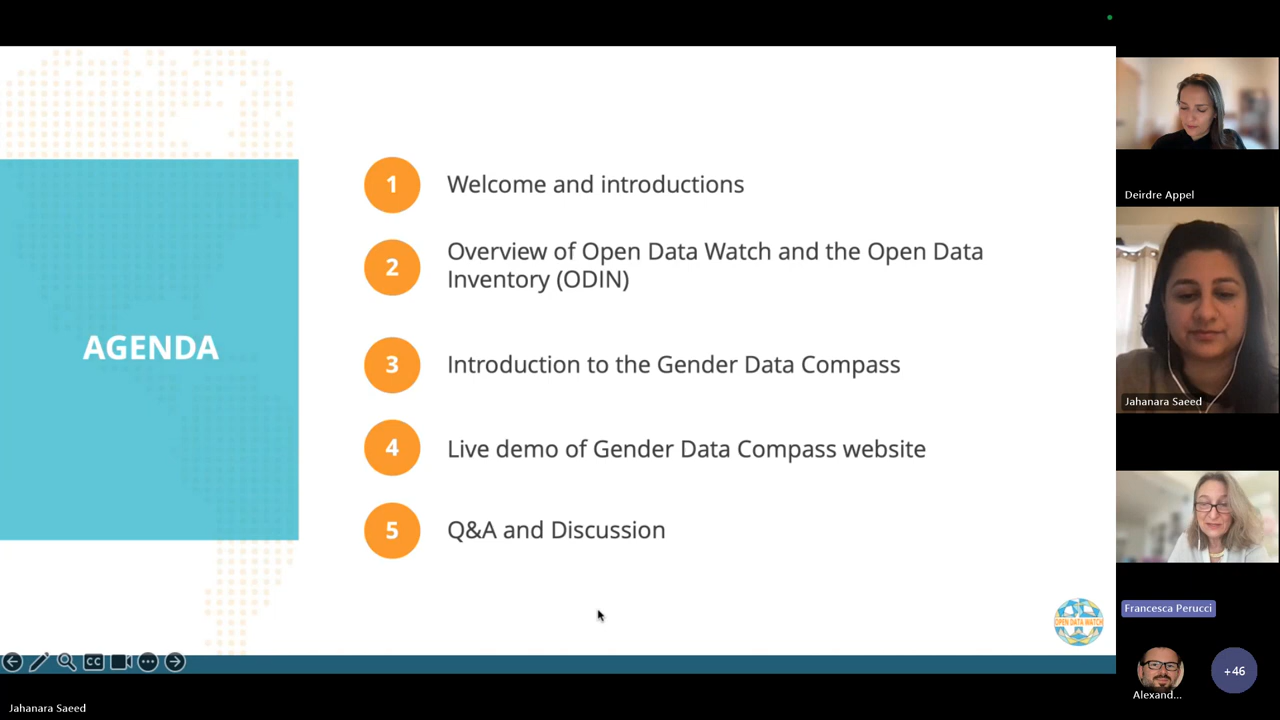 AGENDA
1
Welcome and introductions
2
Overview of Open Data Watch and the Open Data
Inventory (ODIN)
3
Introduction to the Gender Data Compass
4
Live demo of Gender Data Compass website
5
Q&A and Discussion
OPEN DATA WATCH
CC
Jahanara Saeed
Deirdre Appel
Jahanara Saeed
Francesca Perucci
Alexand...
+46